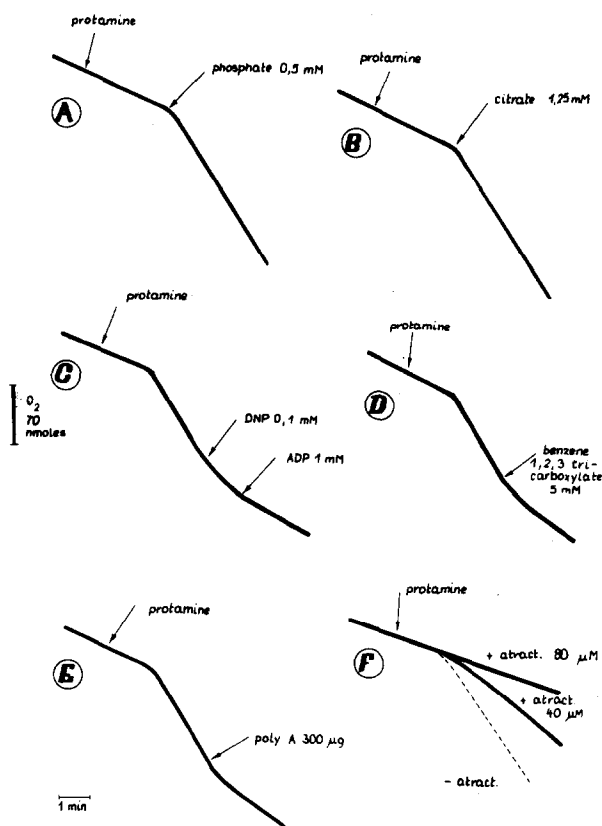 protamine
phosphate 0,5 mM
A
protamine
citrate 1,25 mM
B
protamine
C
DNP 0,1 mM
ADP 1 mM
O2
70
nmoles
protamine
D
benzene
1,2,3 tri-
carboxylate
5 mM
protamine
E
poly A 300 µg
1 min
protamine
F
+ atract. 80 µM
+ atract.
40 µM
- atract.